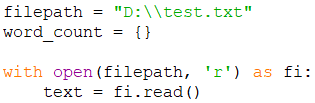 filepath = "D:\\test.txt"
word_count = {}
with open(filepath, 'r') as fi:
    text = fi.read()